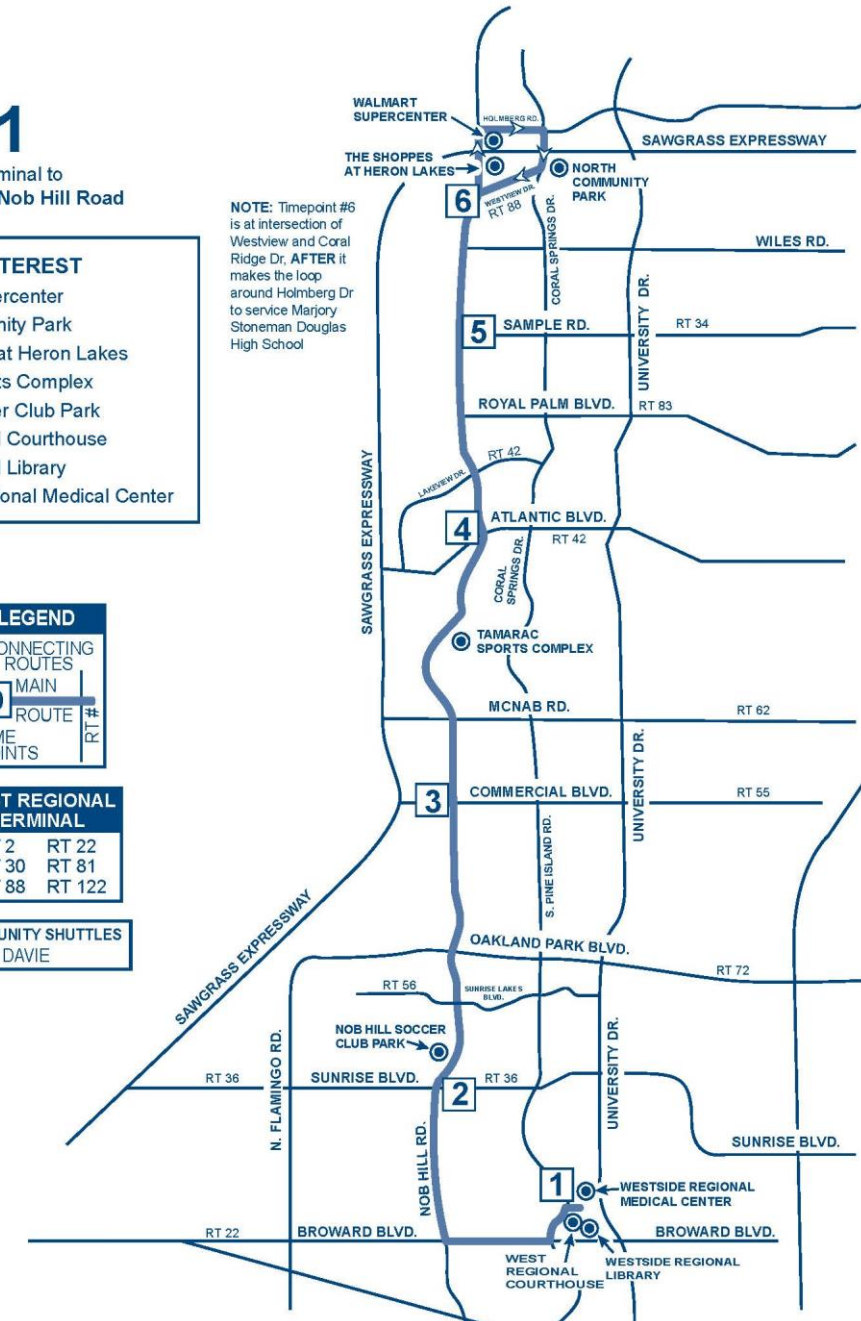 1
minal to
Nob Hill Road
TEREST
ercenter
nity Park
at Heron Lakes
ts Complex
er Club Park
l Courthouse
l Library
onal Medical Center
NOTE: Timepoint #6
is at intersection of
Westview and Coral
Ridge Dr, AFTER it
makes the loop
around Holmberg Dr
to service Marjory
Stoneman Douglas
High School
LEGEND
ONNECTING
ROUTES
MAIN
ROUTE
RT #
ME
INTS
T REGIONAL
ERMINAL
2 RT 22
30 RT 81
88 RT 122
UNITY SHUTTLES
DAVIE
WALMART
SUPERCENTER
HOLMBERG RD.
SAWGRASS EXPRESSWAY
THE SHOPPES
AT HERON LAKES
NORTH
COMMUNITY
PARK
6
WESTVIEW DR.
RT 88
CORAL SPRINGS DR.
WILES RD.
UNIVERSITY DR.
5
SAMPLE RD.
RT 34
ROYAL PALM BLVD.
RT 83
SAWGRASS EXPRESSWAY
LAKEVIEW DR.
RT 42
4
ATLANTIC BLVD.
RT 42
CORAL
SPRINGS DR.
TAMARAC
SPORTS COMPLEX
MCNAB RD.
RT 62
UNIVERSITY DR.
3
COMMERCIAL BLVD.
RT 55
S. PINE ISLAND RD.
SAWGRASS EXPRESSWAY
OAKLAND PARK BLVD.
RT 72
RT 56
SUNRISE LAKES
BLVD.
NOB HILL SOCCER
CLUB PARK
N. FLAMINGO RD.
UNIVERSITY DR.
RT 36
SUNRISE BLVD.
2
RT 36
SUNRISE BLVD.
NOB HILL RD.
1
WESTSIDE REGIONAL
MEDICAL CENTER
RT 22
BROWARD BLVD.
BROWARD BLVD.
WEST
REGIONAL
COURTHOUSE
WESTSIDE REGIONAL
LIBRARY